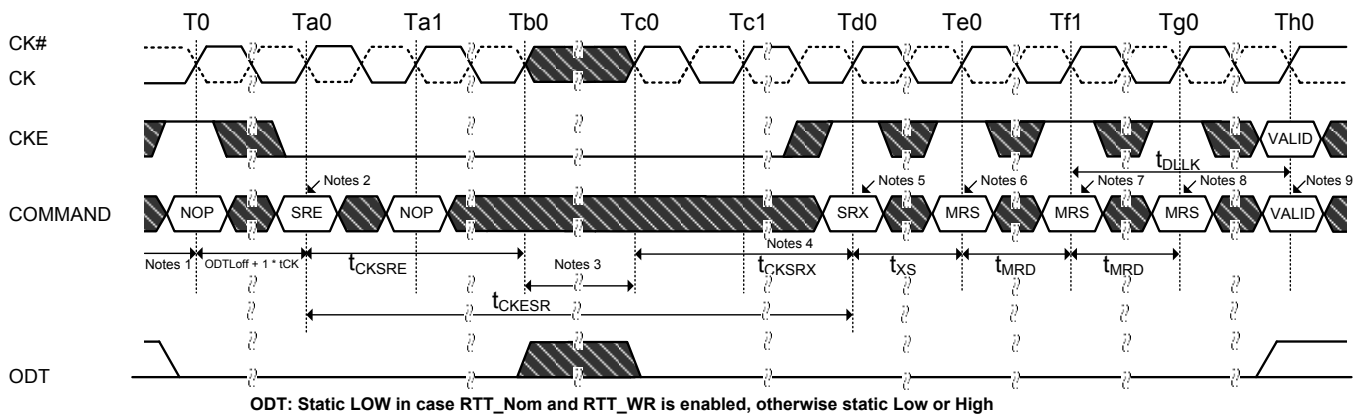 T0 Ta0 Ta1 Tb0 Tc0 Tc1 Td0 Te0 Tf1 Tg0 Th0
CK#
CK
CKE
VALID
tDLLK
Notes 2 Notes 5 Notes 6 Notes 7 Notes 8 Notes 9
COMMAND
NOP SRE NOP SRX MRS MRS MRS VALID
Notes 1 ODTLoff + 1 * tCK tCKSRE Notes 3 Notes 4 tCKSRX tXS tMRD tMRD
tCKESR
ODT
ODT: Static LOW in case RTT_Nom and RTT_WR is enabled, otherwise static Low or High